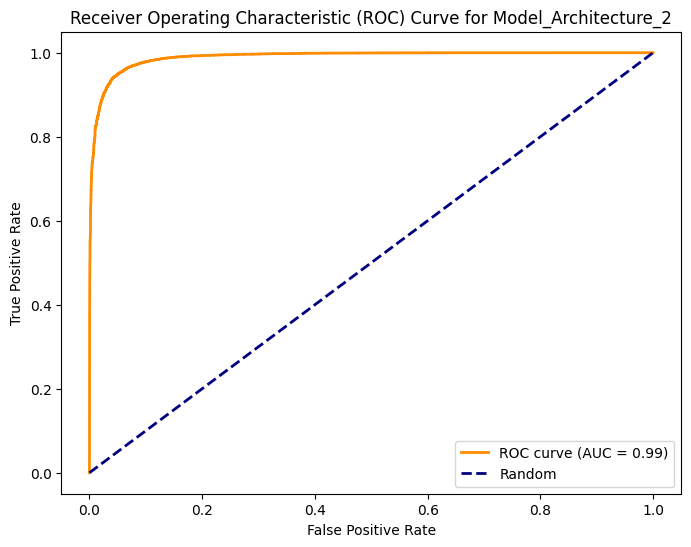 Receiver Operating Characteristic (ROC) Curve for Model_Architecture_2
True Positive Rate
1.0
0.8
0.6
0.4
0.2
0.0
0.0 0.2 0.4 0.6 0.8 1.0
False Positive Rate
ROC curve (AUC = 0.99)
Random